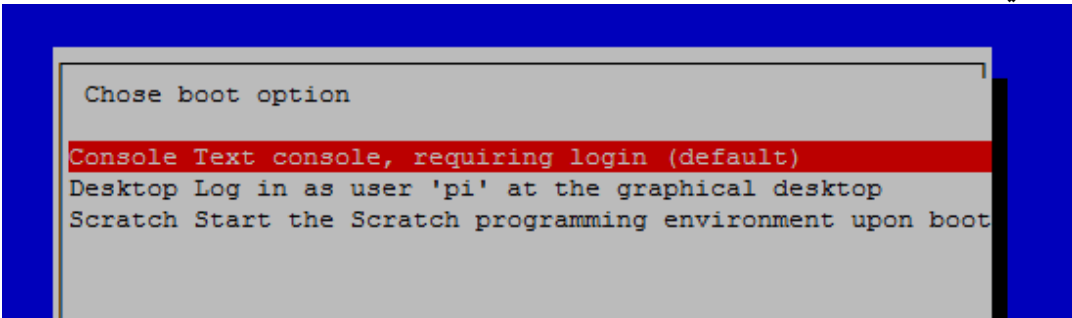 Chose boot option
Console Text console, requiring login (default)
Desktop Log in as user 'pi' at the graphical desktop
Scratch Start the Scratch programming environment upon boot